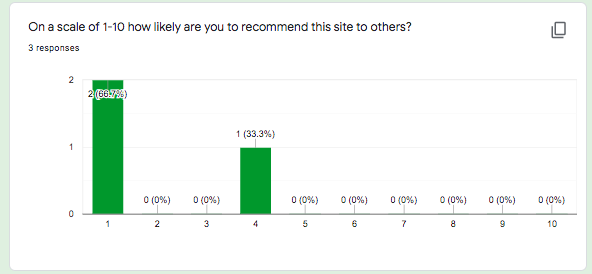 On a scale of 1-10 how likely are you to recommend this site to others?
3 responses
2
2 (66.7%)
1 (33.3%)
1
0 (0%) 0 (0%) 0 (0%) 0 (0%) 0 (0%) 0 (0%) 0 (0%) 0 (0%)
0
1 2 3 4 5 6 7 8 9 10